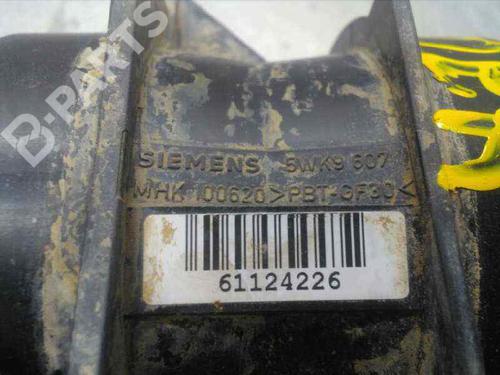 B-PARTS
SIEMENS 5WK9 607
MHK 100620 >PBT-GF30<
61124226